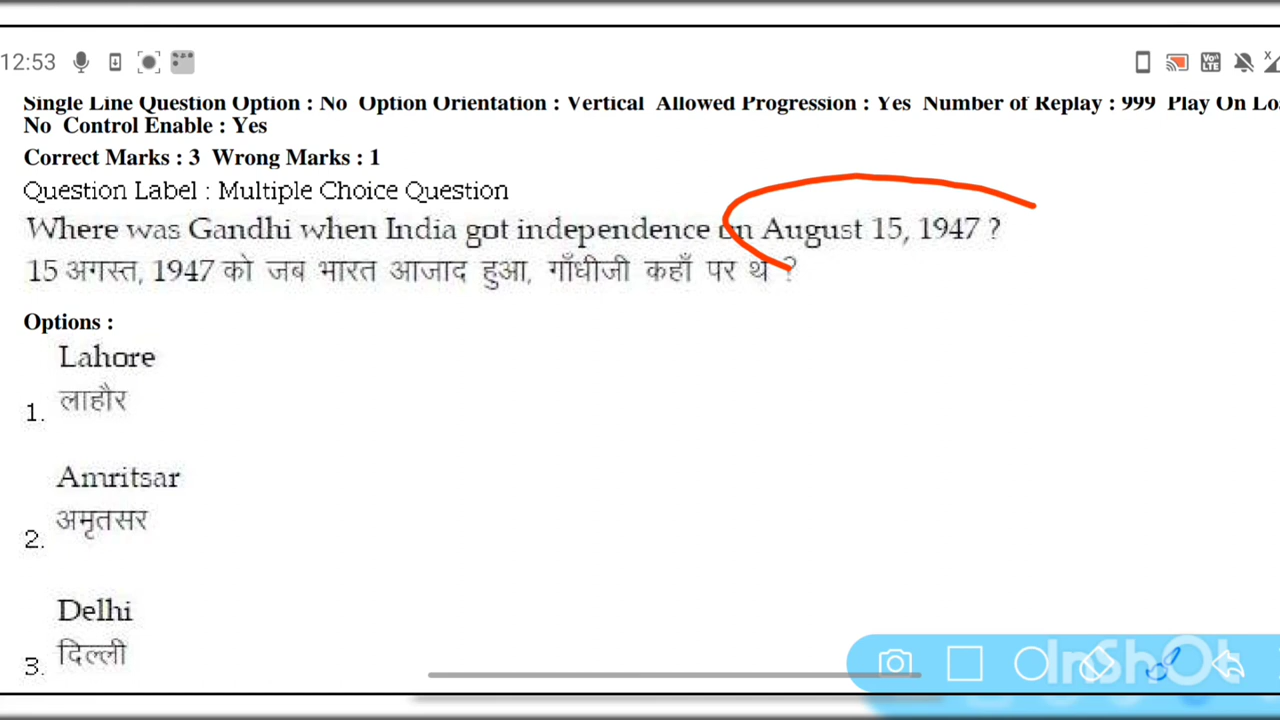 12:53
Single Line Question Option : No Option Orientation : Vertical Allowed Progression : Yes Number of Replay : 999 Play On Lo
No Control Enable : Yes
Correct Marks : 3 Wrong Marks : 1
Question Label : Multiple Choice Question
Where was Gandhi when India got independence on August 15, 1947 ?
15 अगस्त, 1947 को जब भारत आजाद हुआ, गाँधीजी कहाँ पर थे ?
Options :
Lahore
1. लाहौर
Amritsar
2. अमृतसर
Delhi
3. दिल्ली
InShOt